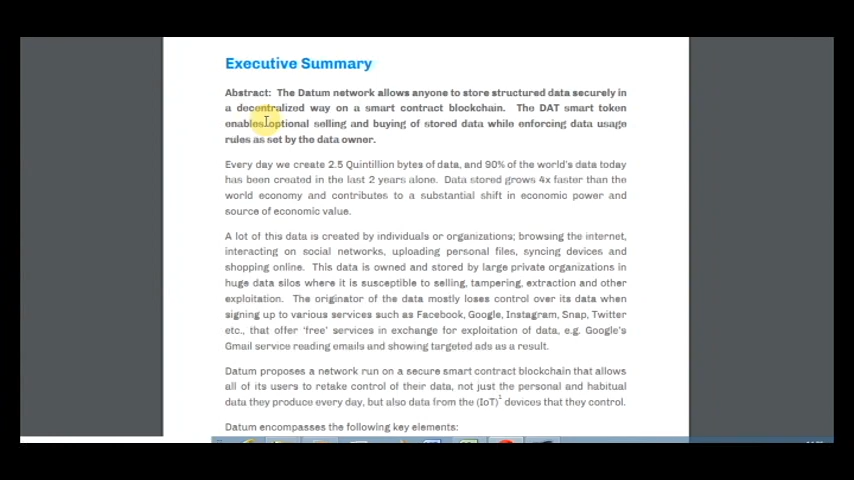 Executive Summary
Abstract: The Datum network allows anyone to store structured data securely in
a decentralized way on a smart contract blockchain. The DAT smart token
enables optional selling and buying of stored data while enforcing data usage
rules as set by the data owner.
Every day we create 2.5 Quintillion bytes of data, and 90% of the world's data today
has been created in the last 2 years alone. Data stored grows 4x faster than the
world economy and contributes to a substantial shift in economic power and
source of economic value.
A lot of this data is created by individuals or organizations; browsing the internet,
interacting on social networks, uploading personal files, syncing devices and
shopping online. This data is owned and stored by large private organizations in
huge data silos where it is susceptible to selling, tampering, extraction and other
exploitation. The originator of the data mostly loses control over its data when
signing up to various services such as Facebook, Google, Instagram, Snap, Twitter
etc., that offer 'free' services in exchange for exploitation of data, e.g. Google's
Gmail service reading emails and showing targeted ads as a result.
Datum proposes a network run on a secure smart contract blockchain that allows
all of its users to retake control of their data, not just the personal and habitual
data they produce every day, but also data from the (IoT)¹ devices that they control.
Datum encompasses the following key elements: